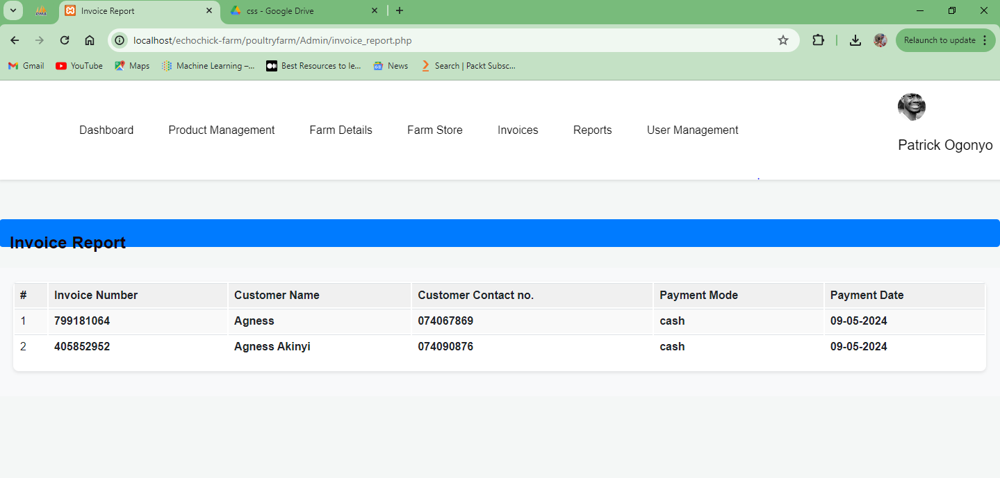 PMA Invoice Report css - Google Drive
localhost/echochick-farm/poultryfarm/Admin/invoice_report.php Relaunch to update
Gmail YouTube Maps Machine Learning –... Best Resources to le... News Search | Packt Subsc...
Dashboard Product Management Farm Details Farm Store Invoices Reports User Management
Patrick Ogonyo
Invoice Report
# Invoice Number Customer Name Customer Contact no. Payment Mode Payment Date
1 799181064 Agness 074067869 cash 09-05-2024
2 405852952 Agness Akinyi 074090876 cash 09-05-2024